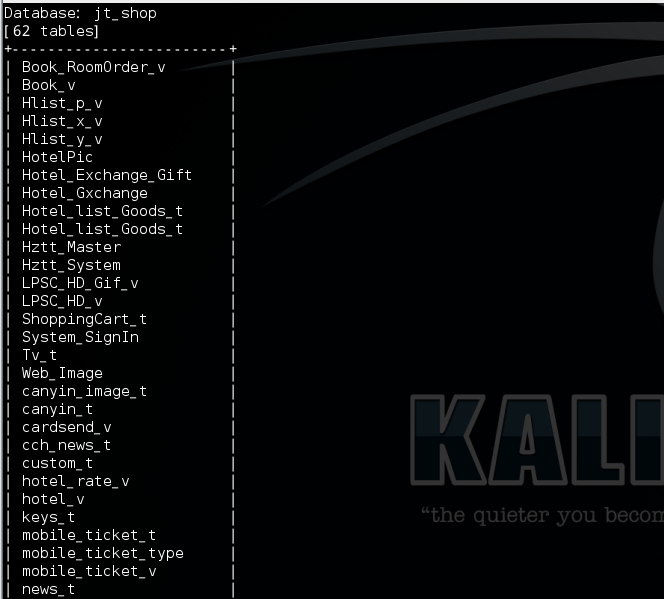 Database: jt_shop
[62 tables]
+------------------------+
| Book_RoomOrder_v |
| Book_v |
| Hlist_p_v |
| Hlist_x_v |
| Hlist_y_v |
| HotelPic |
| Hotel_Exchange_Gift |
| Hotel_Gxchange |
| Hotel_list_Goods_t |
| Hotel_list_Goods_t |
| Hztt_Master |
| Hztt_System |
| LPSC_HD_Gif_v |
| LPSC_HD_v |
| ShoppingCart_t |
| System_SignIn |
| Tv_t |
| Web_Image |
| canyin_image_t |
| canyin_t |
| cardsend_v |
| cch_news_t |
| custom_t |
| hotel_rate_v |
| hotel_v |
| keys_t |
| mobile_ticket_t |
| mobile_ticket_type |
| mobile_ticket_v |
| news_t |
KALI
“the quieter you becom